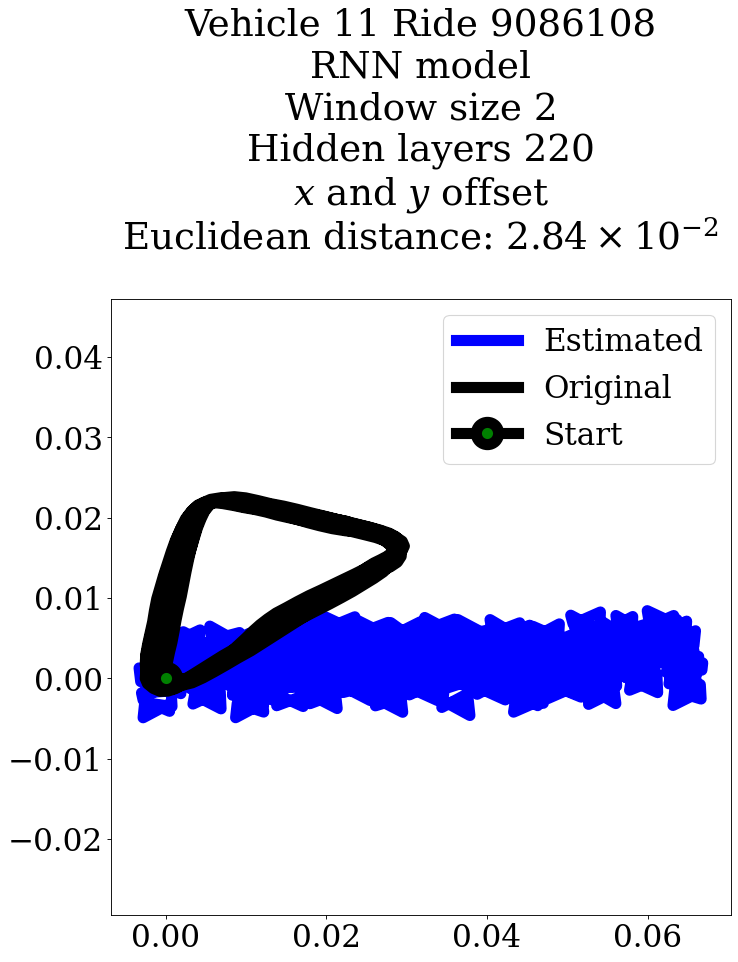 Vehicle 11 Ride 9086108
RNN model
Window size 2
Hidden layers 220
x and y offset
Euclidean distance: 2.84 × 10⁻²
Estimated
Original
Start
0.04
0.03
0.02
0.01
0.00
−0.01
−0.02
0.00 0.02 0.04 0.06